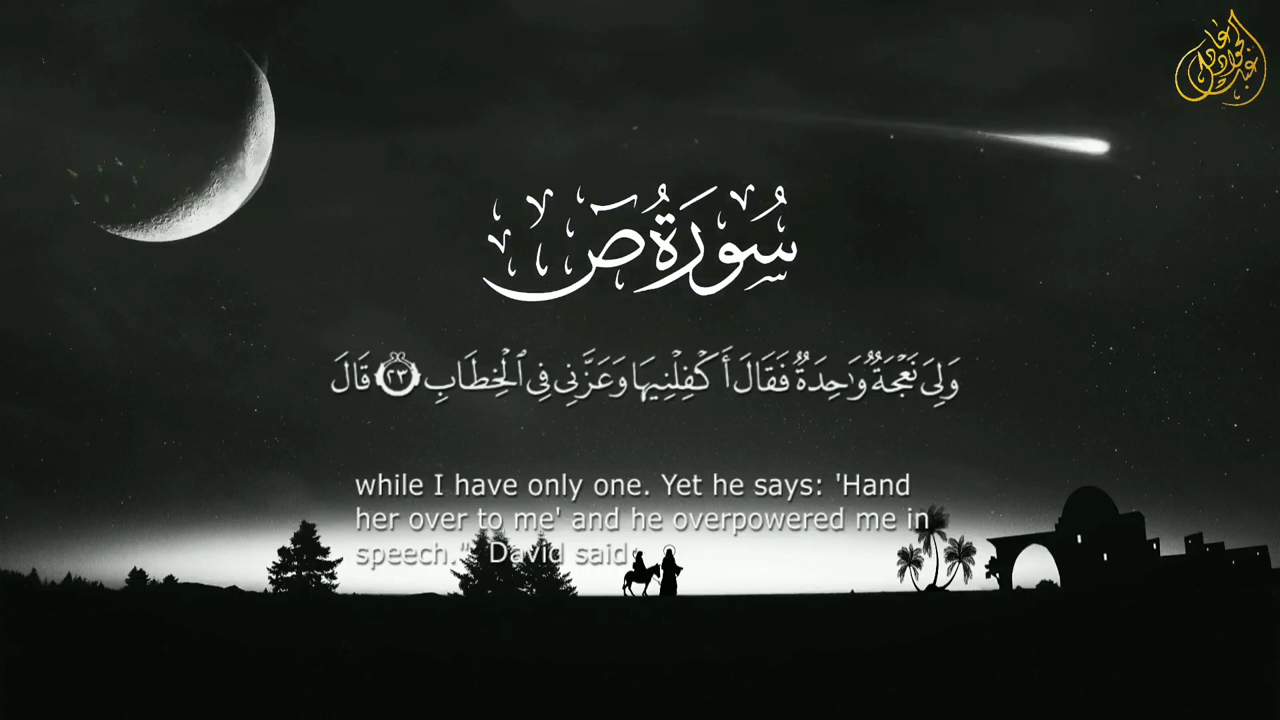 سُورَةُ صٓ
وَلِىَ نَعْجَةٌ وَٰحِدَةٌ فَقَالَ أَكْفِلْنِيهَا وَعَزَّنِى فِى ٱلْخِطَابِ ٢٣ قَالَ
while I have only one. Yet he says: 'Hand
her over to me' and he overpowered me in
speech." David said: